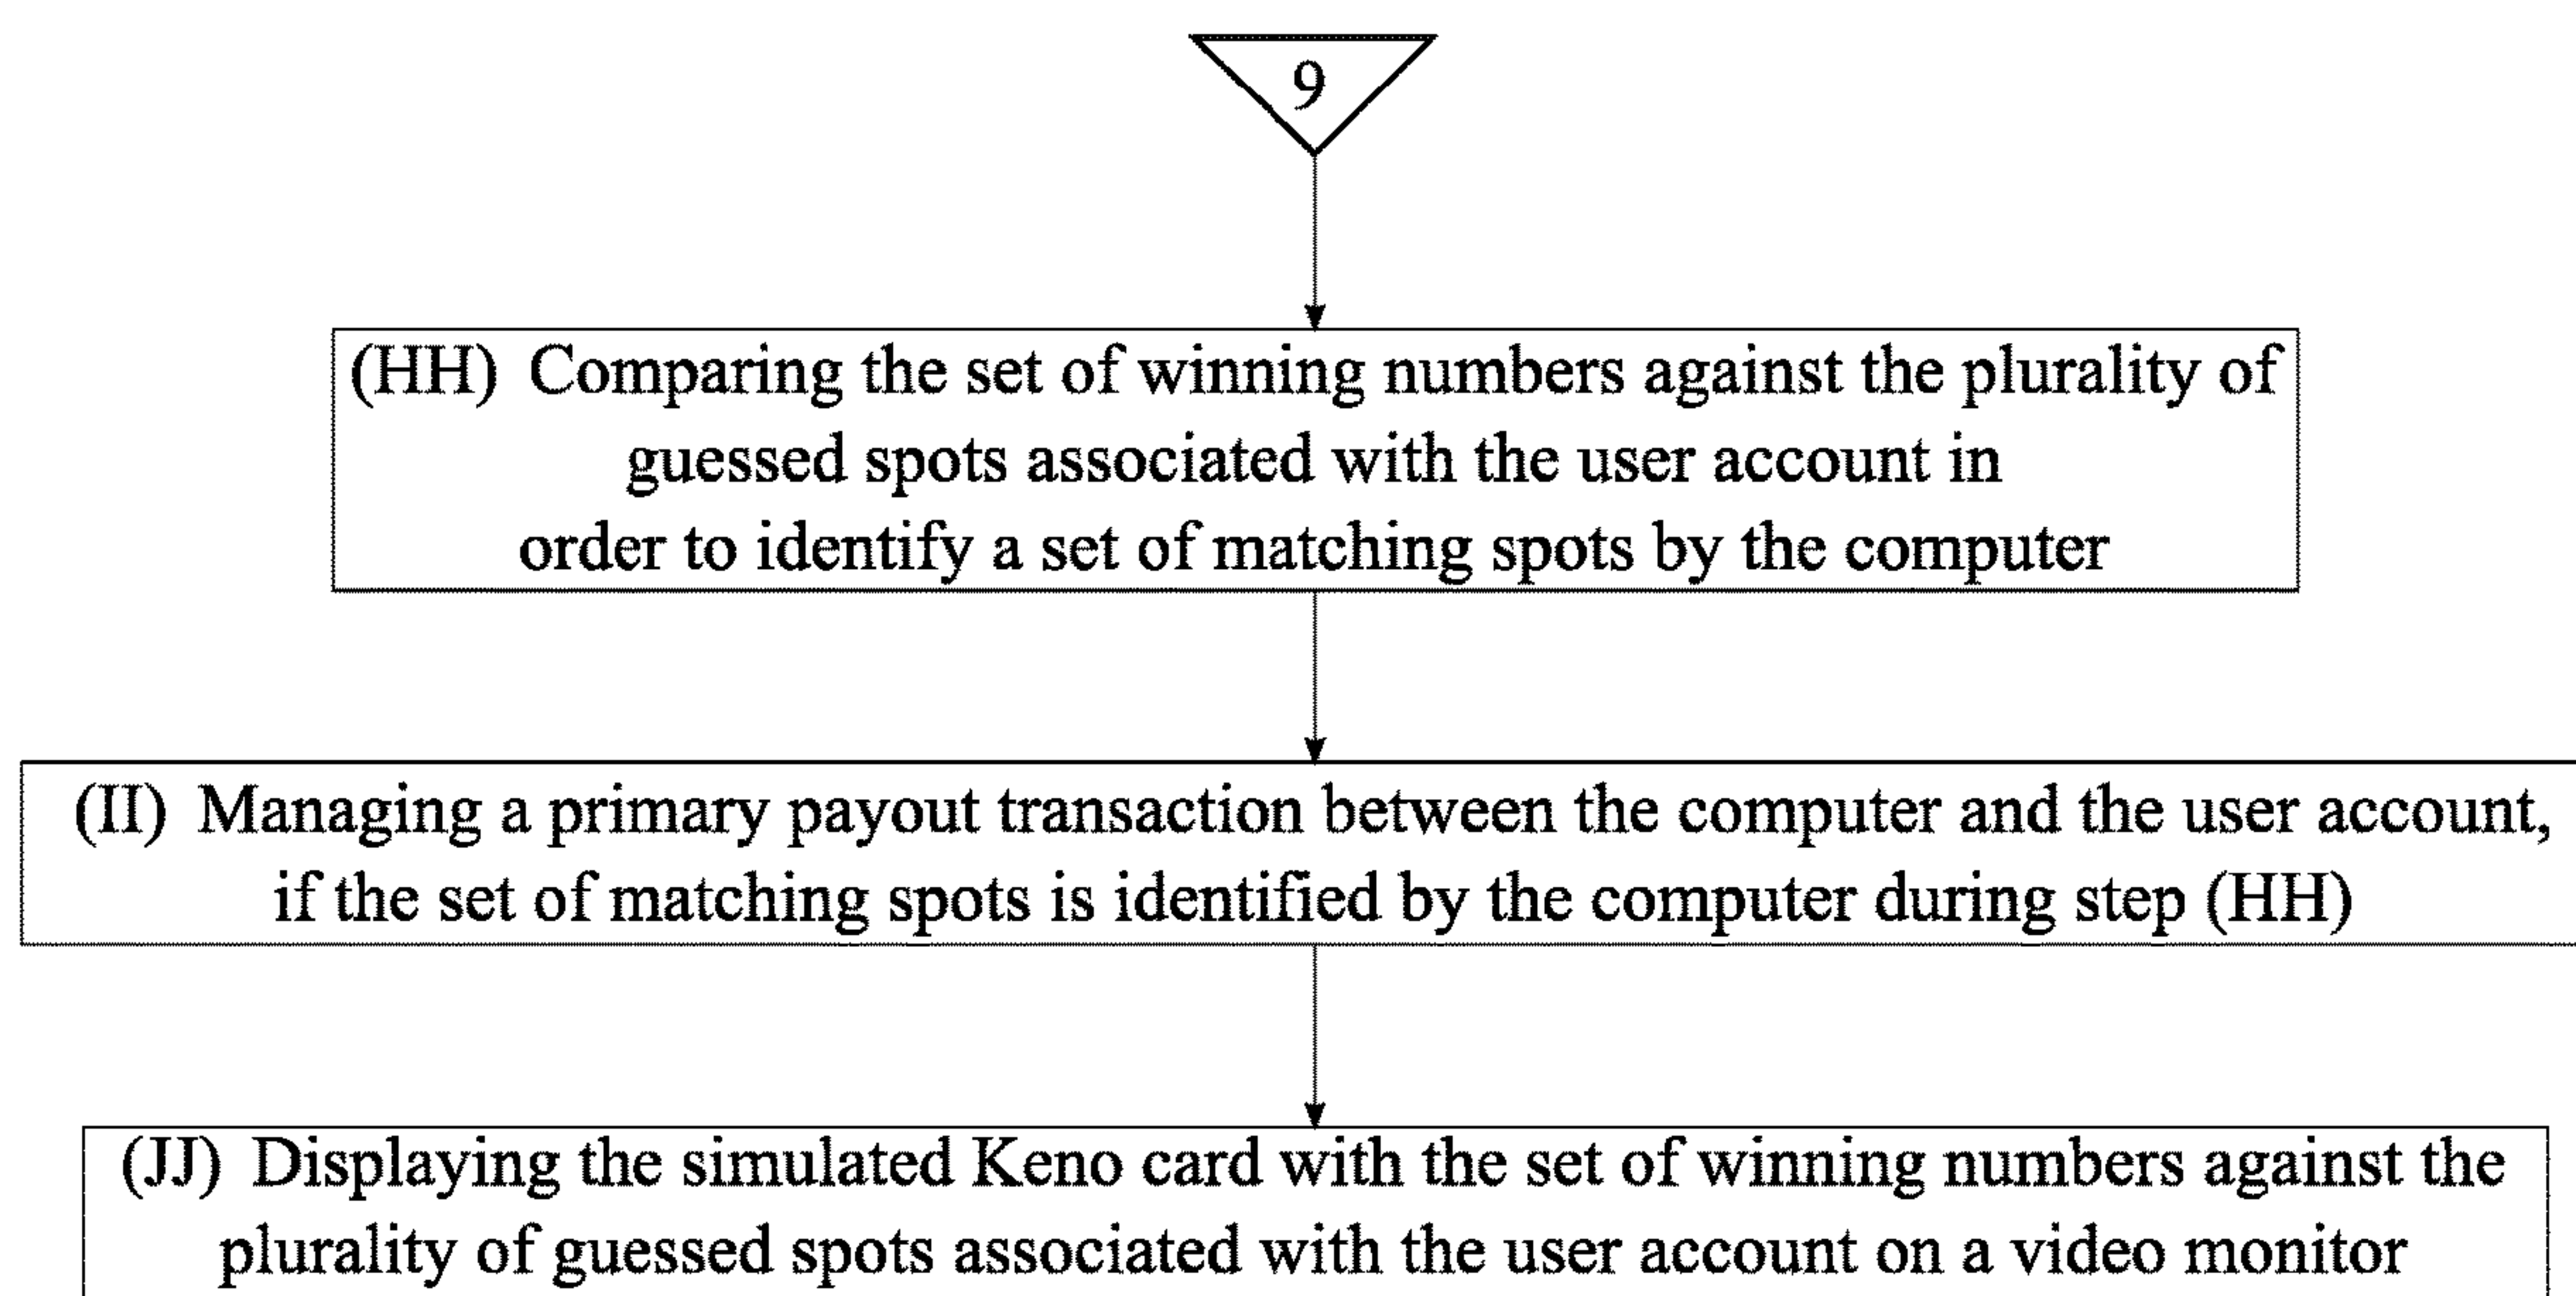 9
(HH) Comparing the set of winning numbers against the plurality of
guessed spots associated with the user account in
order to identify a set of matching spots by the computer
(II) Managing a primary payout transaction between the computer and the user account,
if the set of matching spots is identified by the computer during step (HH)
(JJ) Displaying the simulated Keno card with the set of winning numbers against the
plurality of guessed spots associated with the user account on a video monitor